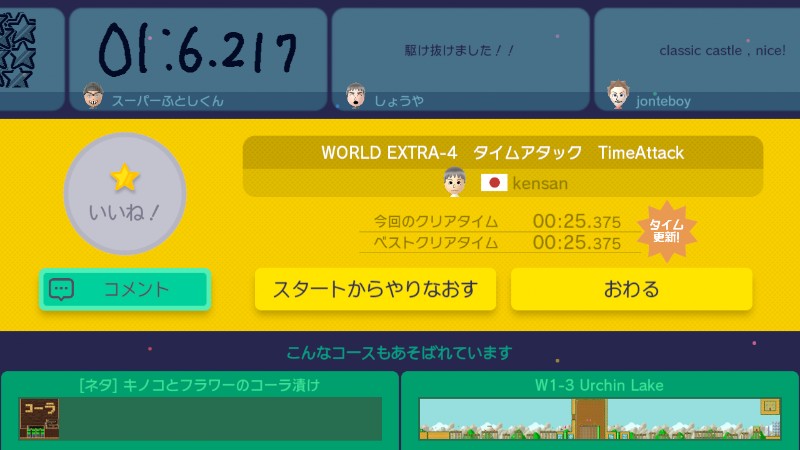 01:6.217
スーパーふとしくん
駆け抜けました！！
しょうや
classic castle , nice!
jonteboy
いいね！
WORLD EXTRA-4　タイムアタック　TimeAttack
kensan
今回のクリアタイム 00:25.375
ベストクリアタイム 00:25.375
タイム
更新!
コメント
スタートからやりなおす
おわる
こんなコースもあそばれています
[ネタ] キノコとフラワーのコーラ漬け
コーラ
W1-3 Urchin Lake